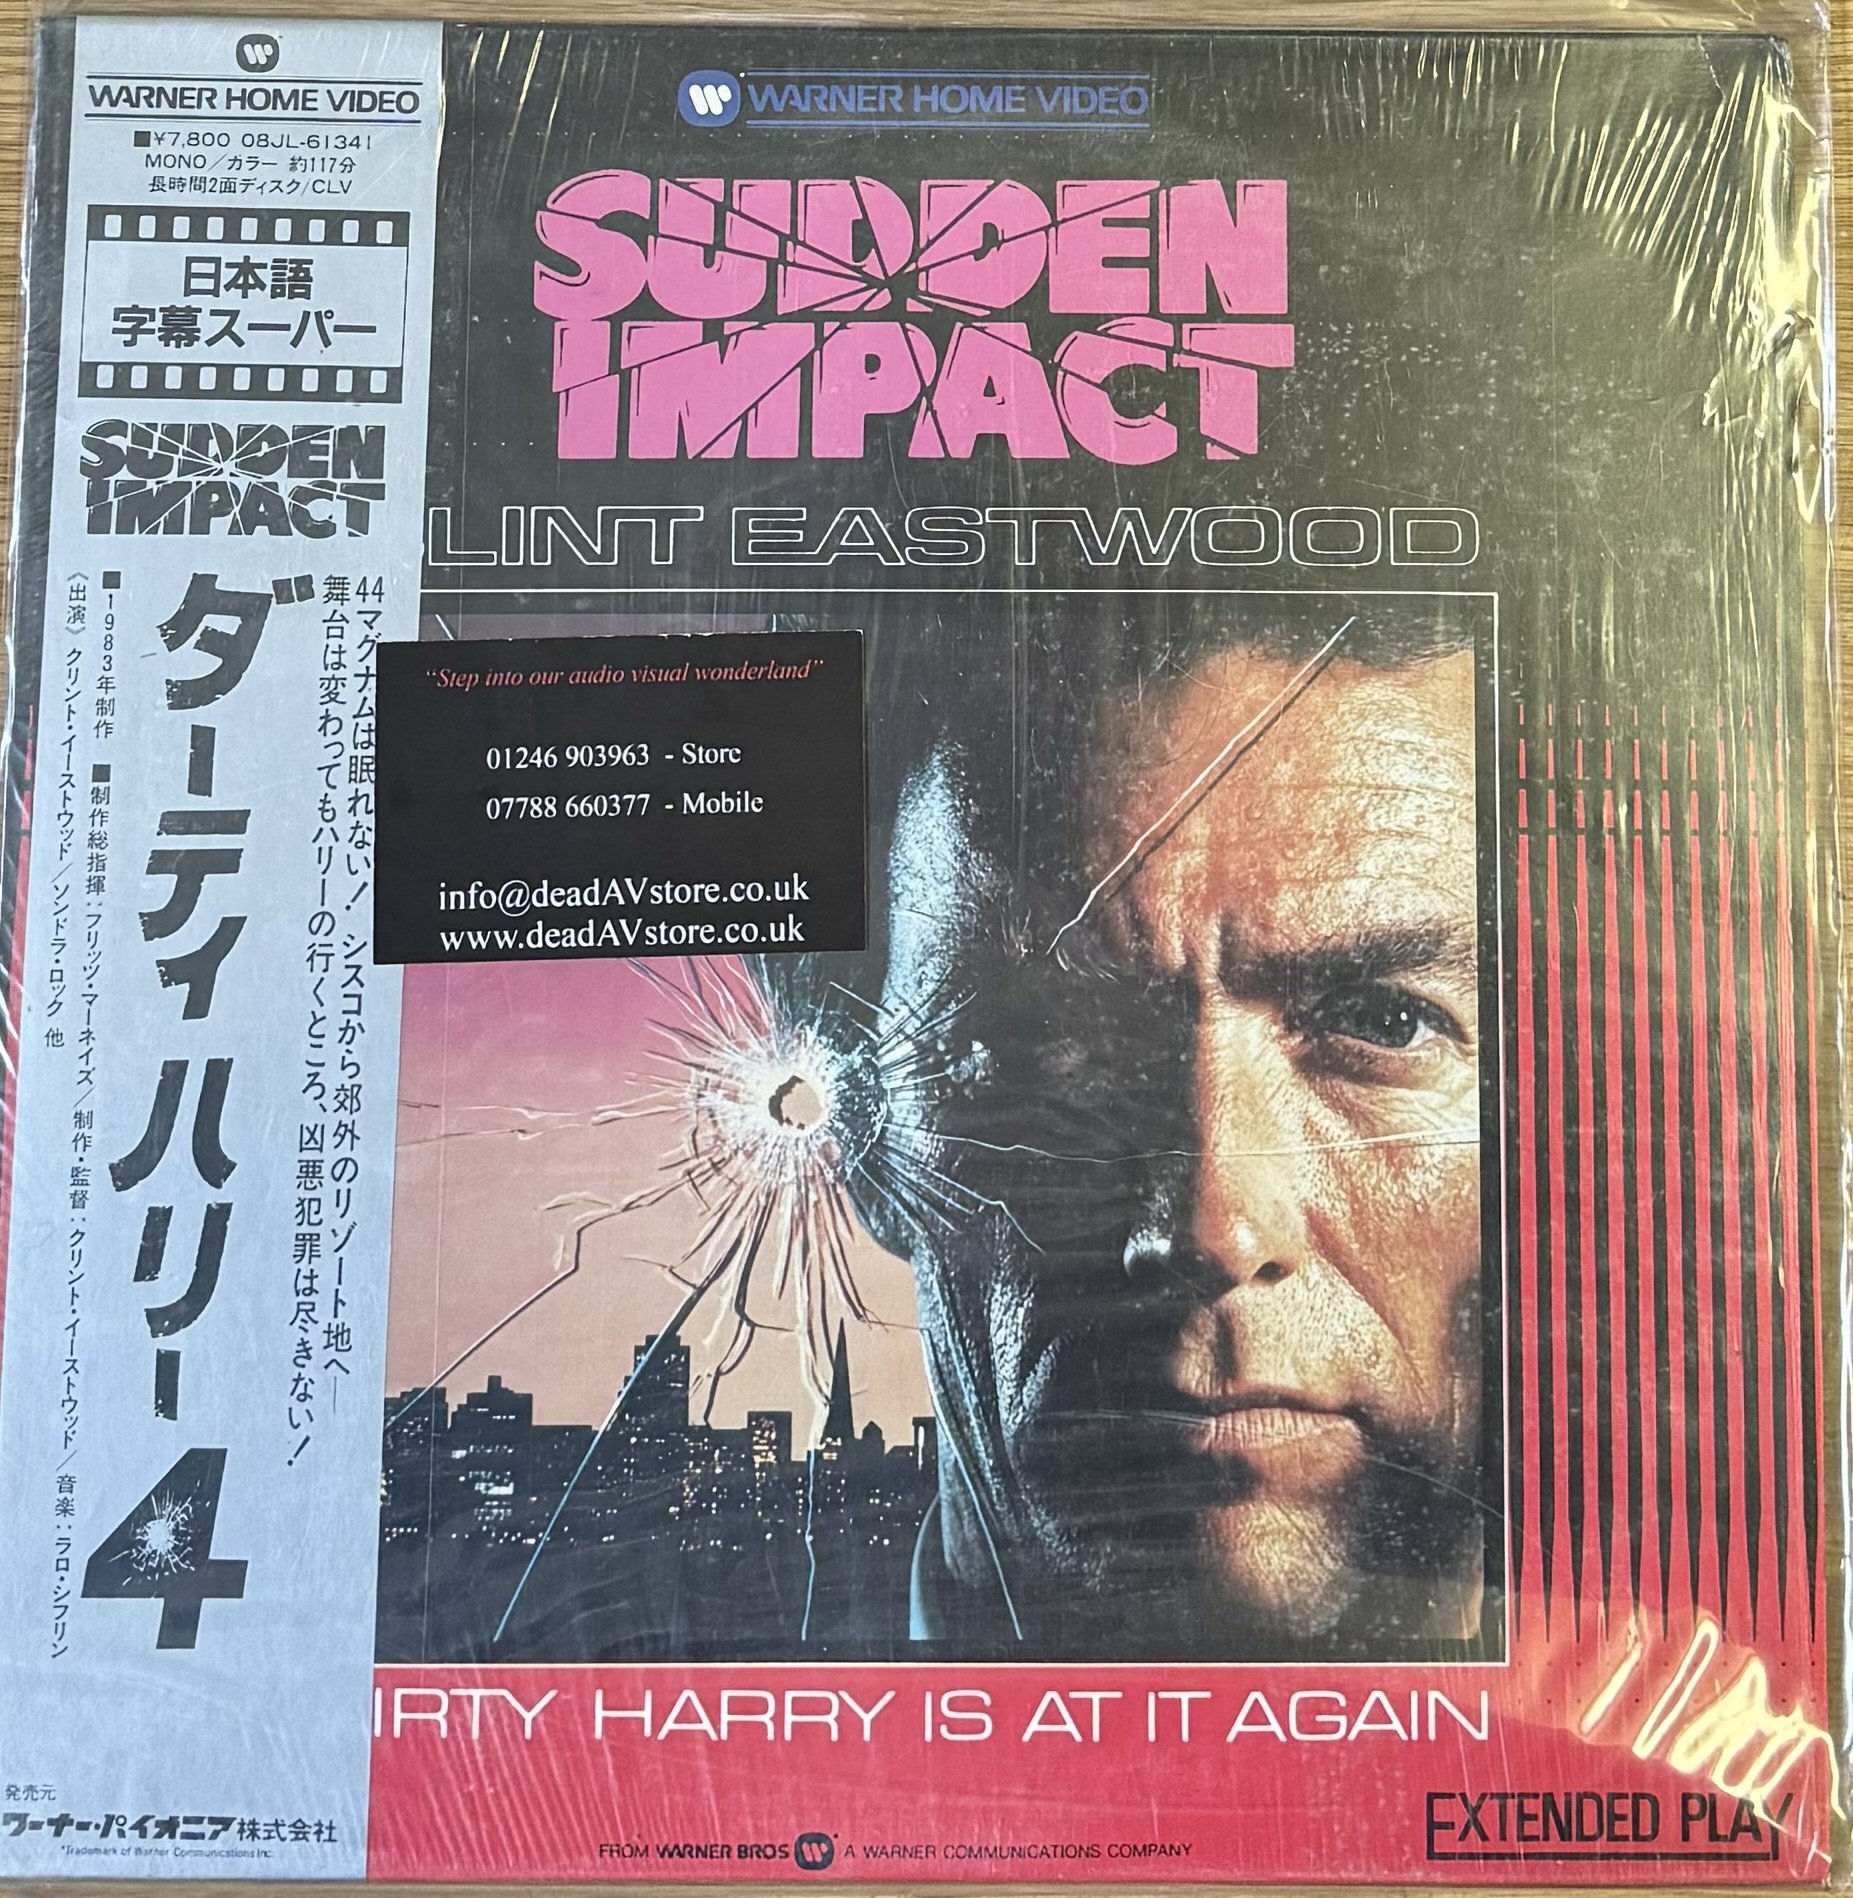 WARNER HOME VIDEO
■¥7,800 08JL-61341
MONO/カラー 約117分
長時間2面ディスク/CLV
日本語
字幕スーパー
SUDDEN
IMPACT
44マグナムは眠れない!シスコから郊外のリゾート地へ──
舞台は変わってもハリーの行くところ、凶悪犯罪は尽きない!
ダーティハリー4
■1983年制作 ■制作総指揮:フリッツ・マーネイズ/制作・監督:クリント・イーストウッド/音楽:ラロ・シフリン
《出演》クリント・イーストウッド/ソンドラ・ロック 他
発売元
ワーナー・パイオニア株式会社
*Trademark of Warner Communications Inc.
WARNER HOME VIDEO
SUDDEN
IMPACT
LINT EASTWOOD
"Step into our audio visual wonderland"
01246 903963 - Store
07788 660377 - Mobile
info@deadAVstore.co.uk
www.deadAVstore.co.uk
IRTY HARRY IS AT IT AGAIN
EXTENDED PLAY
FROM WARNER BROS A WARNER COMMUNICATIONS COMPANY